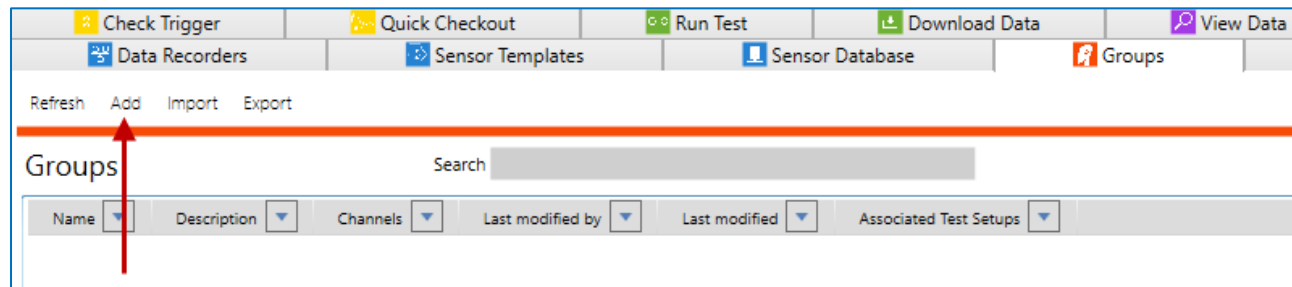 Check Trigger Quick Checkout Run Test Download Data View Data
Data Recorders Sensor Templates Sensor Database Groups
Refresh Add Import Export
Groups Search
Name Description Channels Last modified by Last modified Associated Test Setups